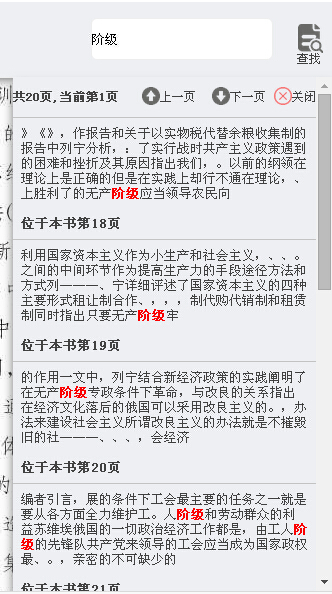 阶级
查找
共20页,当前第1页
上一页
下一页
关闭
》《》，作报告和关于以实物税代替余粮收集制的
报告中列宁分析，：了实行战时共产主义政策遇到
的困难和挫折及其原因指出我们，。以前的纲领在
理论上是正确的但是在实践上却行不通在理论，、
上胜利了的无产阶级应当领导农民向
位于本书第18页
利用国家资本主义作为小生产和社会主义，、、。
之间的中间环节作为提高生产力的手段途径方法和
方式列一一一、宁详细评述了国家资本主义的四种
主要形式租让制合作、，，，，制代购代销制和租赁
制同时指出只要无产阶级牢
位于本书第19页
的作用一文中，列宁结合新经济政策的实践阐明了
在无产阶级专政条件下革命，与改良的关系指出
在经济文化落后的俄国可以采用改良主义的。，办
法来建设社会主义所谓改良主义的办法就是不摧毁
旧的社一一一、、、，会经济
位于本书第20页
编者引言，展的条件下工会最主要的任务之一就是
要从各方面全力维护工。人阶级和劳动群众的利
益苏维埃俄国的一切政治经济工作都是，由工人阶
级的先锋队共产党来领导的工会应当成为国家政权
最、。，亲密的不可缺少的
位于本书第21页